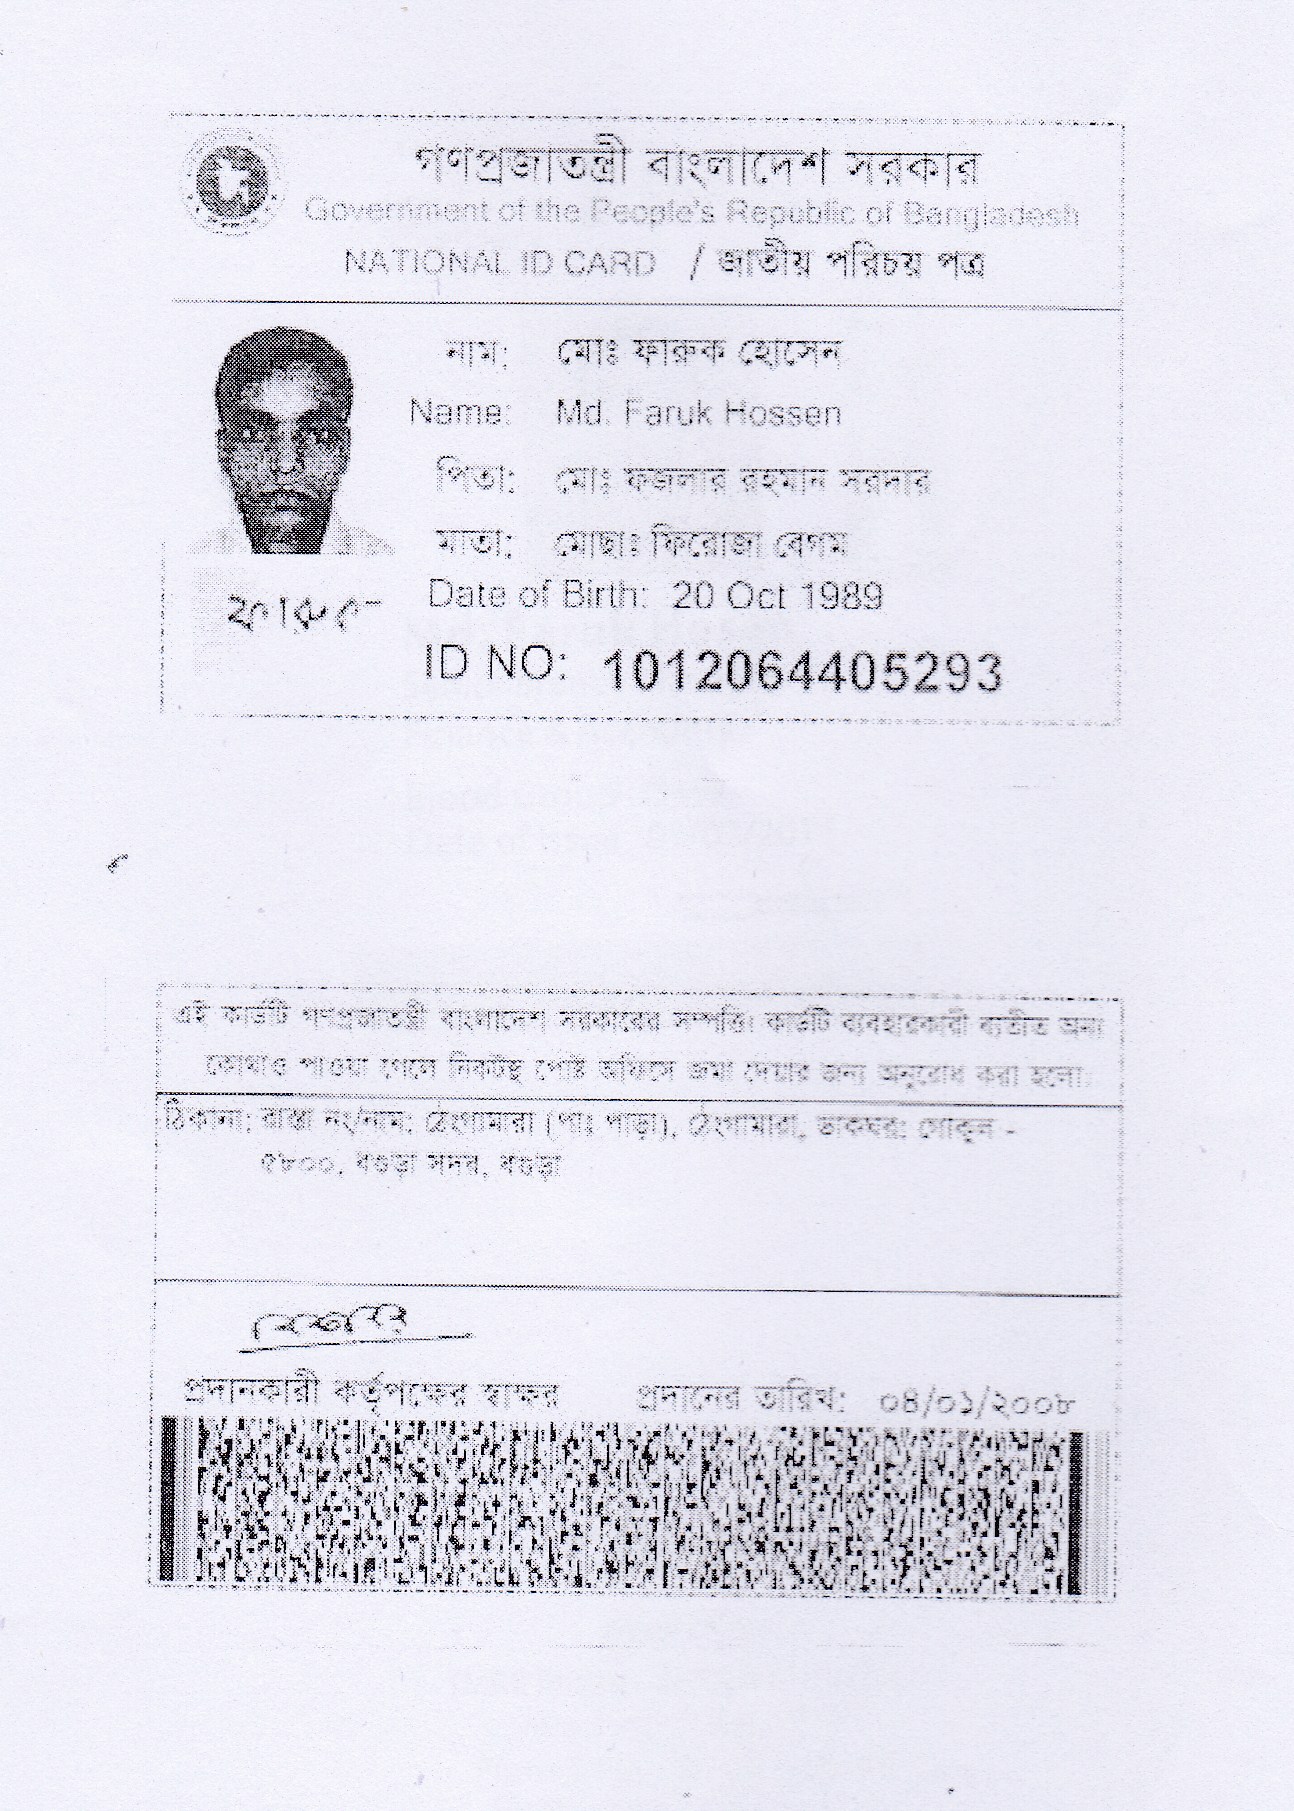 গণপ্রজাতন্ত্রী বাংলাদেশ সরকার
Government of the People's Republic of Bangladesh
NATIONAL ID CARD / জাতীয় পরিচয় পত্র
নাম: মোঃ ফারুক হোসেন
Name: Md. Faruk Hossen
পিতা: মোঃ ফজলার রহমান সরদার
মাতা: মোছাঃ ফিরোজা বেগম
Date of Birth: 20 Oct 1989
ফারুক
ID NO: 1012064405293
এই কার্ডটি গণপ্রজাতন্ত্রী বাংলাদেশ সরকারের সম্পত্তি। কার্ডটি ব্যবহারকারী ব্যতীত অন্য
কোথাও পাওয়া গেলে নিকটস্থ পোষ্ট অফিসে জমা দেয়ার জন্য অনুরোধ করা হলো।
ঠিকানা: রাস্তা নং/নাম: ঠেংগামারা (পাঃ পাড়া), ঠেংগামারা, ডাকঘর: গোকুল -
৫৮০০, বগুড়া সদর, বগুড়া
প্রদানকারী কর্তৃপক্ষের স্বাক্ষর প্রদানের তারিখ: ০৪/০১/২০০৮